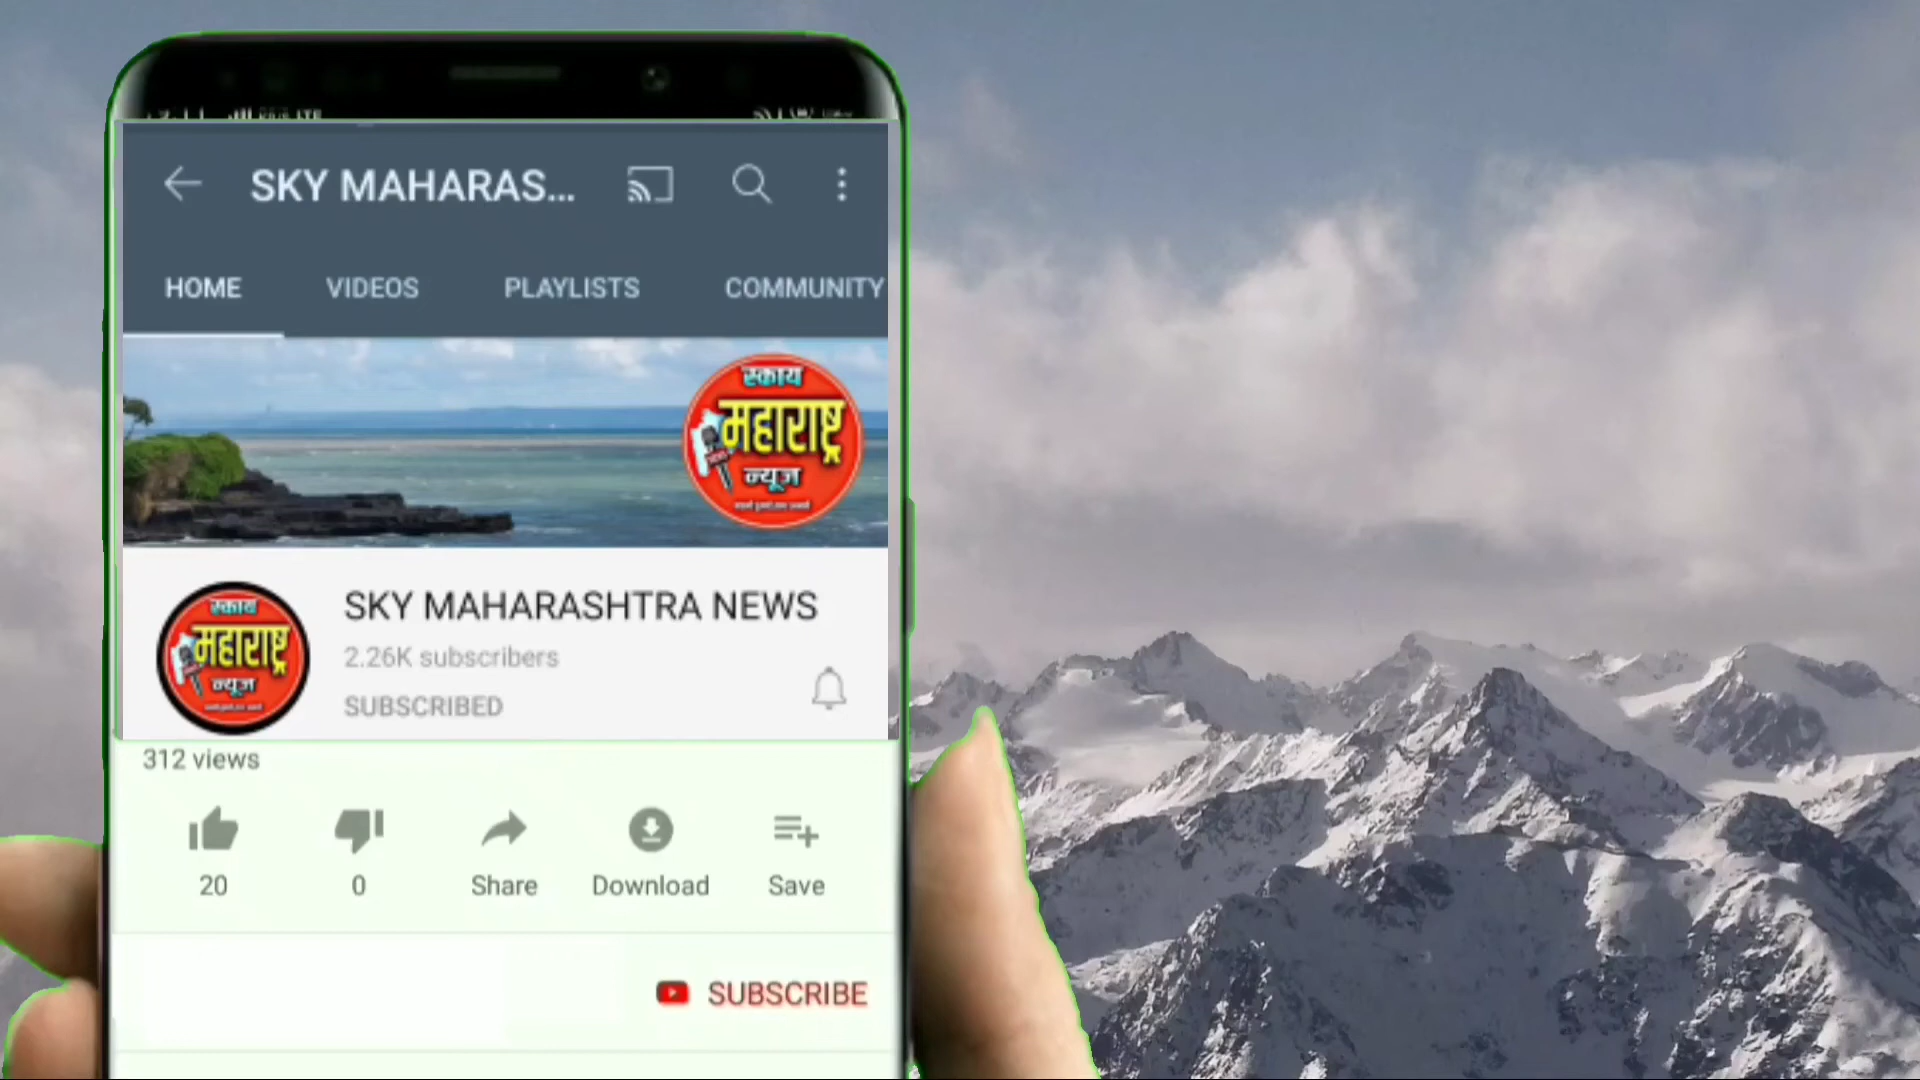 SKY MAHARAS...
HOME VIDEOS PLAYLISTS COMMUNITY
स्काय
महाराष्ट्र
न्यूज
स्काय
महाराष्ट्र
न्यूज
SKY MAHARASHTRA NEWS
2.26K subscribers
SUBSCRIBED
312 views
20 0 Share Download Save
SUBSCRIBE